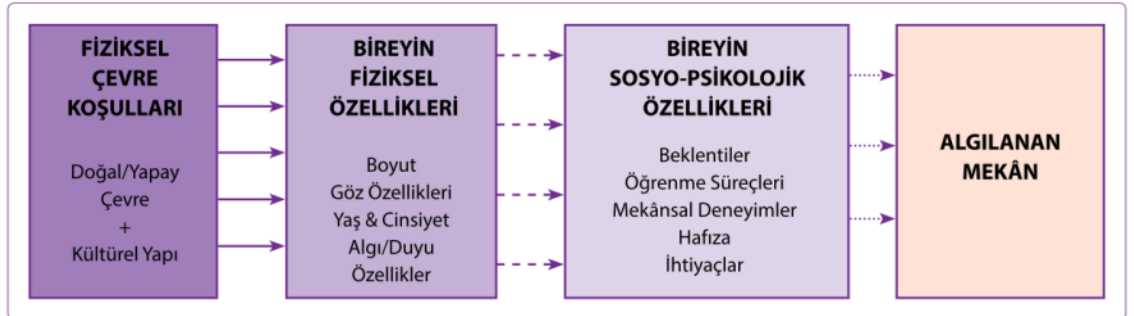 FİZİKSEL
ÇEVRE
KOŞULLARI
Doğal/Yapay
Çevre
+
Kültürel Yapı
BİREYİN
FİZİKSEL
ÖZELLİKLERİ
Boyut
Göz Özellikleri
Yaş & Cinsiyet
Algı/Duyu
Özellikler
BİREYİN
SOSYO-PSİKOLOJİK
ÖZELLİKLERİ
Beklentiler
Öğrenme Süreçleri
Mekânsal Deneyimler
Hafıza
İhtiyaçlar
ALGILANAN
MEKÂN